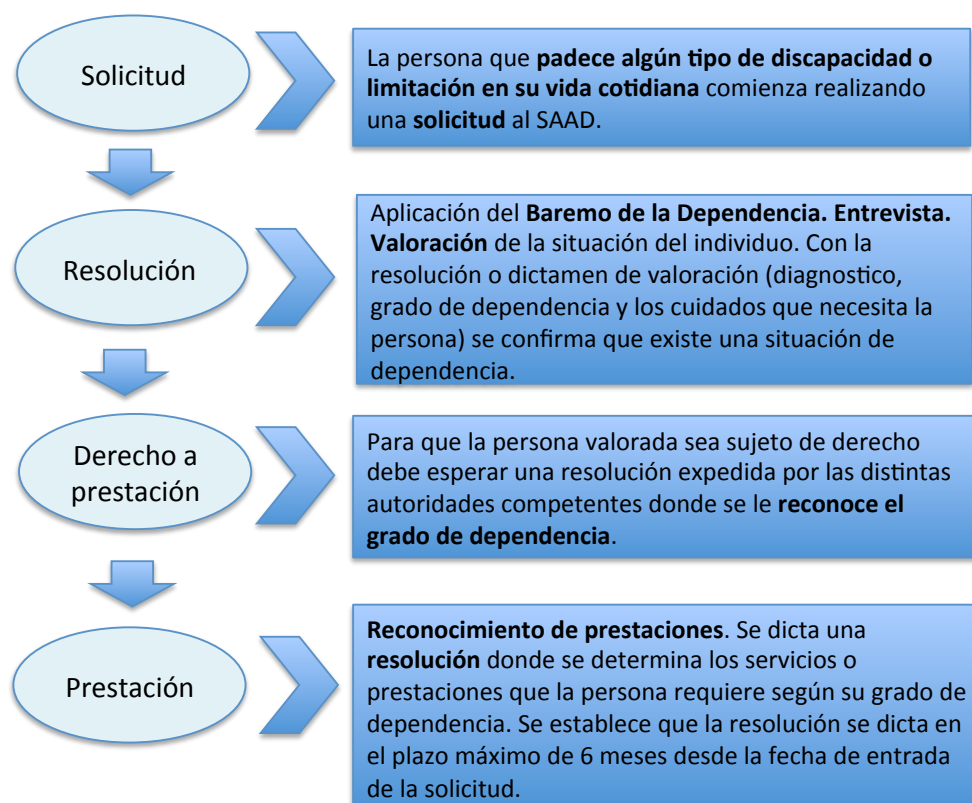 Solicitud
La persona que padece algún tipo de discapacidad o
limitación en su vida cotidiana comienza realizando
una solicitud al SAAD.
Resolución
Aplicación del Baremo de la Dependencia. Entrevista.
Valoración de la situación del individuo. Con la
resolución o dictamen de valoración (diagnostico,
grado de dependencia y los cuidados que necesita la
persona) se confirma que existe una situación de
dependencia.
Derecho a
prestación
Para que la persona valorada sea sujeto de derecho
debe esperar una resolución expedida por las distintas
autoridades competentes donde se le reconoce el
grado de dependencia.
Prestación
Reconocimiento de prestaciones. Se dicta una
resolución donde se determina los servicios o
prestaciones que la persona requiere según su grado de
dependencia. Se establece que la resolución se dicta en
el plazo máximo de 6 meses desde la fecha de entrada
de la solicitud.